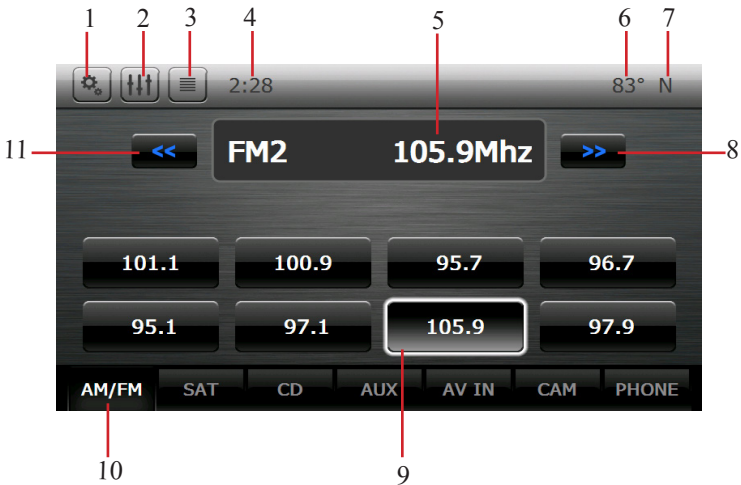 1 2 3 4 5 6 7
2:28 83° N
11 << FM2 105.9Mhz >> 8
101.1 100.9 95.7 96.7
95.1 97.1 105.9 97.9
AM/FM SAT CD AUX AV IN CAM PHONE
10 9